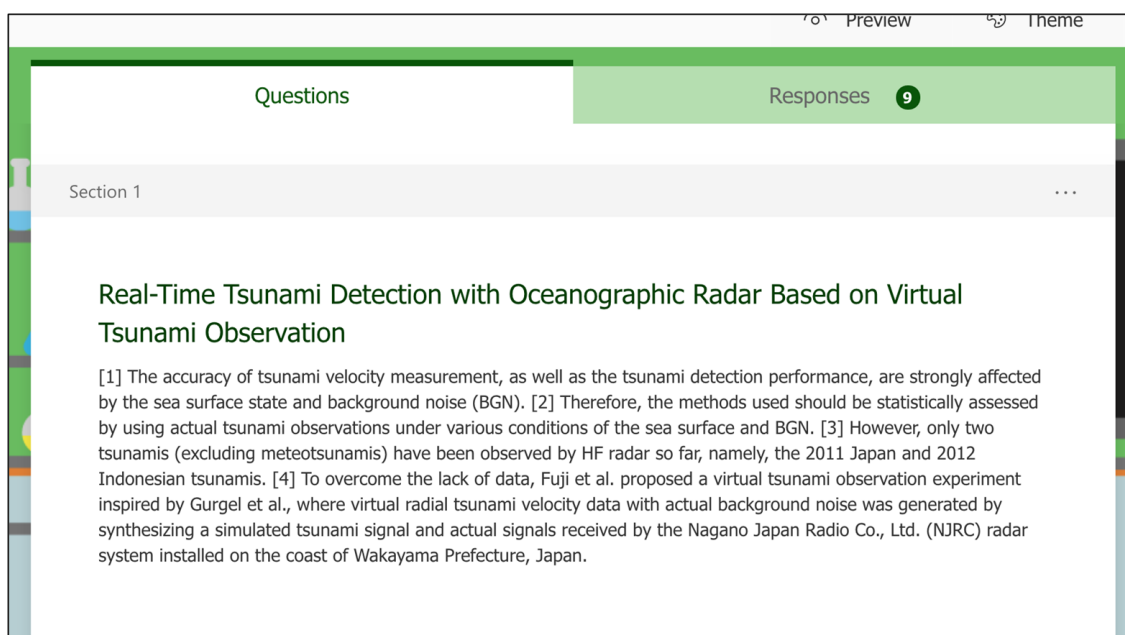 Preview Theme
Questions Responses 9
Section 1 ...
Real-Time Tsunami Detection with Oceanographic Radar Based on Virtual
Tsunami Observation
[1] The accuracy of tsunami velocity measurement, as well as the tsunami detection performance, are strongly affected
by the sea surface state and background noise (BGN). [2] Therefore, the methods used should be statistically assessed
by using actual tsunami observations under various conditions of the sea surface and BGN. [3] However, only two
tsunamis (excluding meteotsunamis) have been observed by HF radar so far, namely, the 2011 Japan and 2012
Indonesian tsunamis. [4] To overcome the lack of data, Fuji et al. proposed a virtual tsunami observation experiment
inspired by Gurgel et al., where virtual radial tsunami velocity data with actual background noise was generated by
synthesizing a simulated tsunami signal and actual signals received by the Nagano Japan Radio Co., Ltd. (NJRC) radar
system installed on the coast of Wakayama Prefecture, Japan.